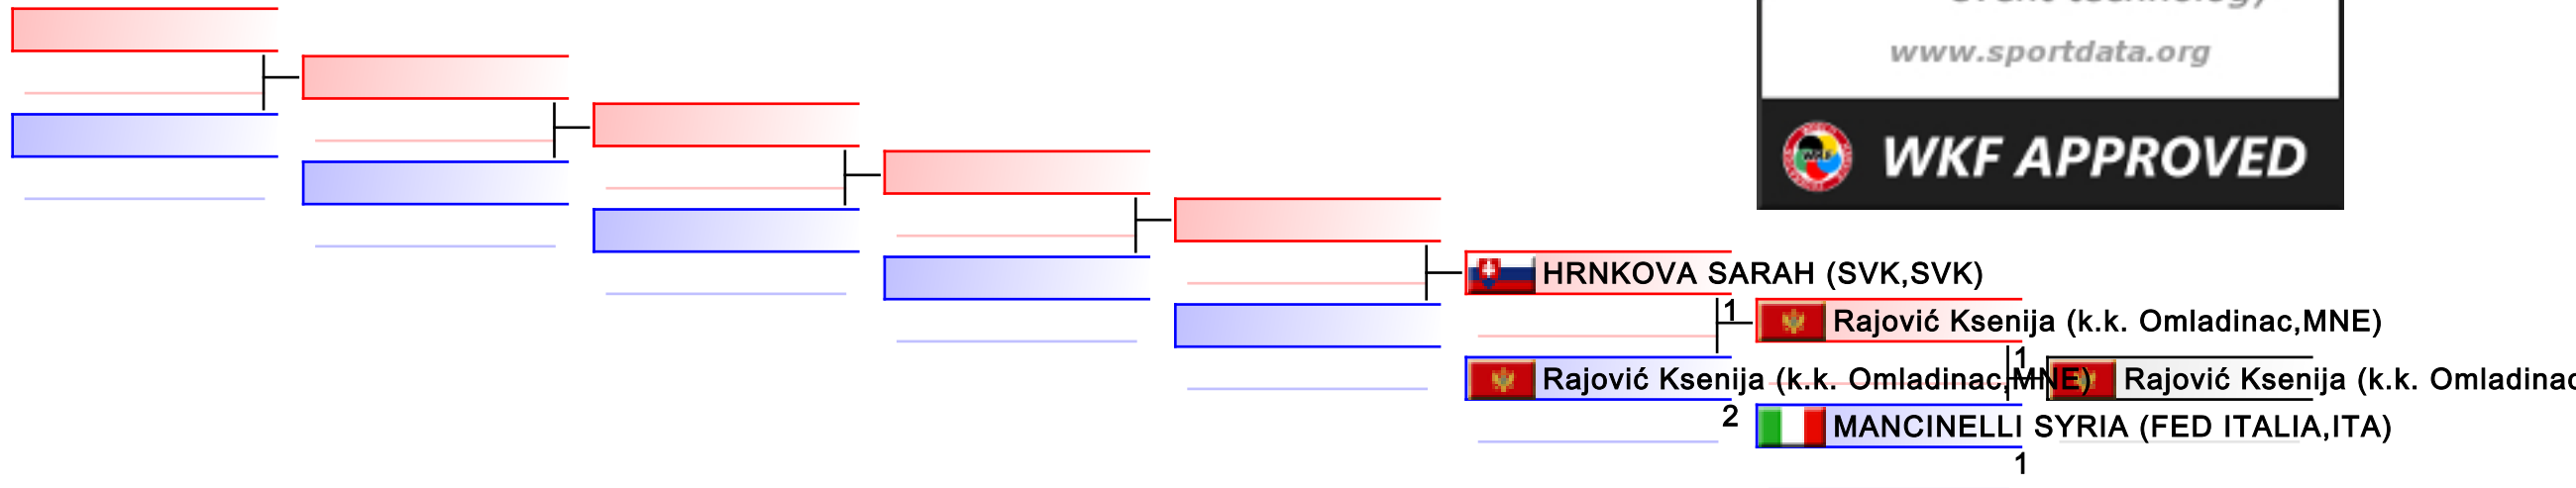 www.sportdata.org
WKF APPROVED
HRNKOVA SARAH (SVK,SVK)
1
Rajović Ksenija (k.k. Omladinac,MNE)
1
Rajović Ksenija (k.k. Omladinac,MNE)
Rajović Ksenija (k.k. Omladinac
2
MANCINELLI SYRIA (FED ITALIA,ITA)
1